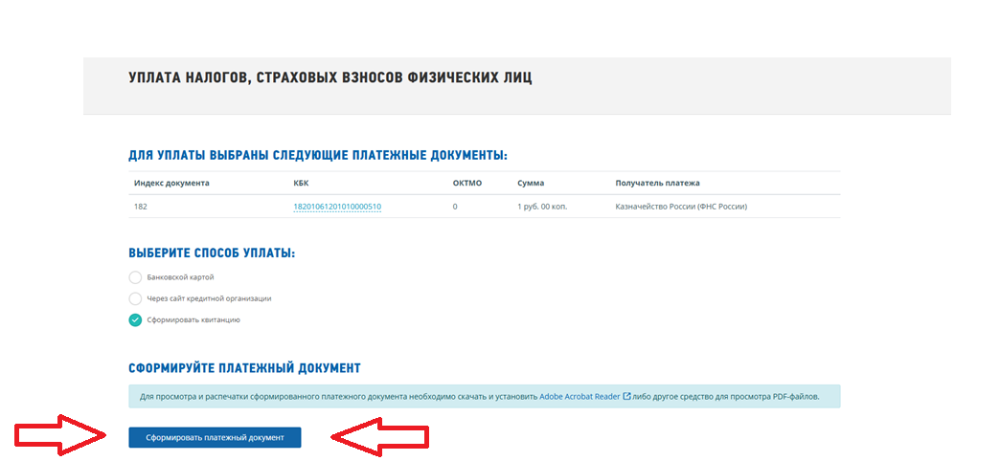 УПЛАТА НАЛОГОВ, СТРАХОВЫХ ВЗНОСОВ ФИЗИЧЕСКИХ ЛИЦ
ДЛЯ УПЛАТЫ ВЫБРАНЫ СЛЕДУЮЩИЕ ПЛАТЕЖНЫЕ ДОКУМЕНТЫ:
Индекс документа КБК ОКТМО Сумма Получатель платежа
182 18201061201010000510 0 1 руб. 00 коп. Казначейство России (ФНС России)
ВЫБЕРИТЕ СПОСОБ УПЛАТЫ:
Банковской картой
Через сайт кредитной организации
Сформировать квитанцию
СФОРМИРУЙТЕ ПЛАТЕЖНЫЙ ДОКУМЕНТ
Для просмотра и распечатки сформированного платежного документа необходимо скачать и установить Adobe Acrobat Reader либо другое средство для просмотра PDF-файлов.
Сформировать платежный документ